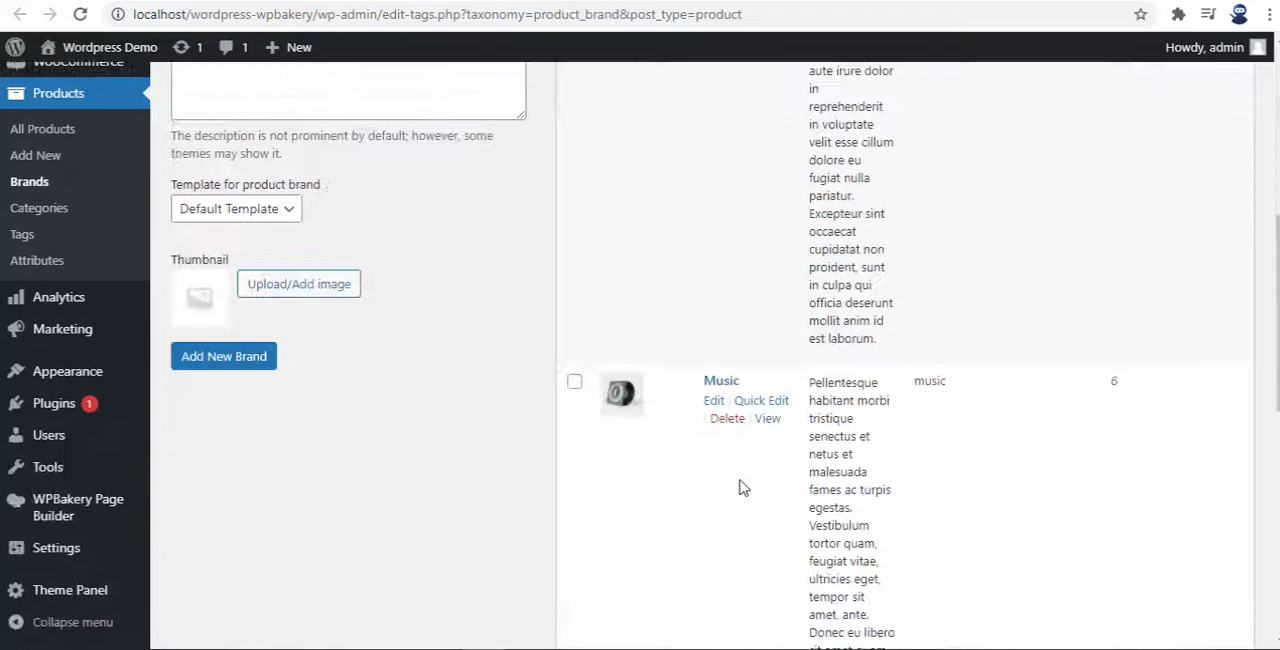 localhost/wordpress-wpbakery/wp-admin/edit-tags.php?taxonomy=product_brand&post_type=product
Wordpress Demo 1 1 New
Howdy, admin
WooCommerce
Products
All Products
Add New
Brands
Categories
Tags
Attributes
Analytics
Marketing
Appearance
Plugins 1
Users
Tools
WPBakery Page
Builder
Settings
Theme Panel
Collapse menu
The description is not prominent by default; however, some
themes may show it.
Template for product brand
Default Template
Thumbnail
Upload/Add image
Add New Brand
aute irure dolor
in
reprehenderit
in voluptate
velit esse cillum
dolore eu
fugiat nulla
pariatur.
Excepteur sint
occaecat
cupidatat non
proident, sunt
in culpa qui
officia deserunt
mollit anim id
est laborum.
Music
Edit | Quick Edit
| Delete | View
Pellentesque
habitant morbi
tristique
senectus et
netus et
malesuada
fames ac turpis
egestas.
Vestibulum
tortor quam,
feugiat vitae,
ultricies eget,
tempor sit
amet, ante.
Donec eu libero
sit amet quam
music
6